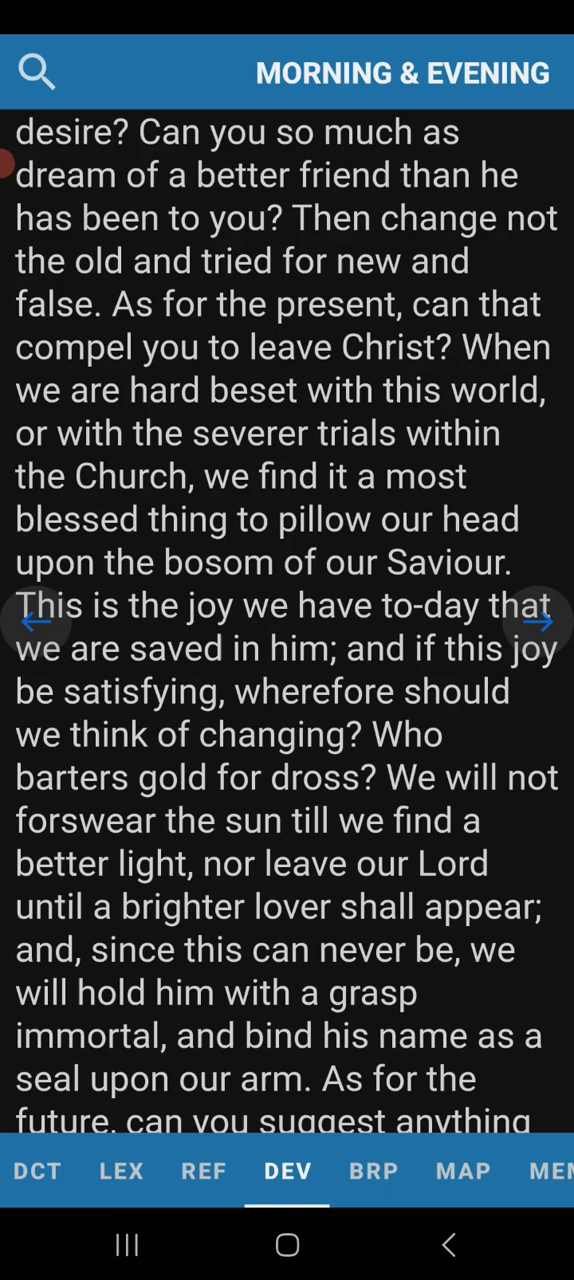 MORNING & EVENING
desire? Can you so much as
dream of a better friend than he
has been to you? Then change not
the old and tried for new and
false. As for the present, can that
compel you to leave Christ? When
we are hard beset with this world,
or with the severer trials within
the Church, we find it a most
blessed thing to pillow our head
upon the bosom of our Saviour.
This is the joy we have to-day that
we are saved in him; and if this joy
be satisfying, wherefore should
we think of changing? Who
barters gold for dross? We will not
forswear the sun till we find a
better light, nor leave our Lord
until a brighter lover shall appear;
and, since this can never be, we
will hold him with a grasp
immortal, and bind his name as a
seal upon our arm. As for the
future, can you suggest anything
DCT LEX REF DEV BRP MAP MEM